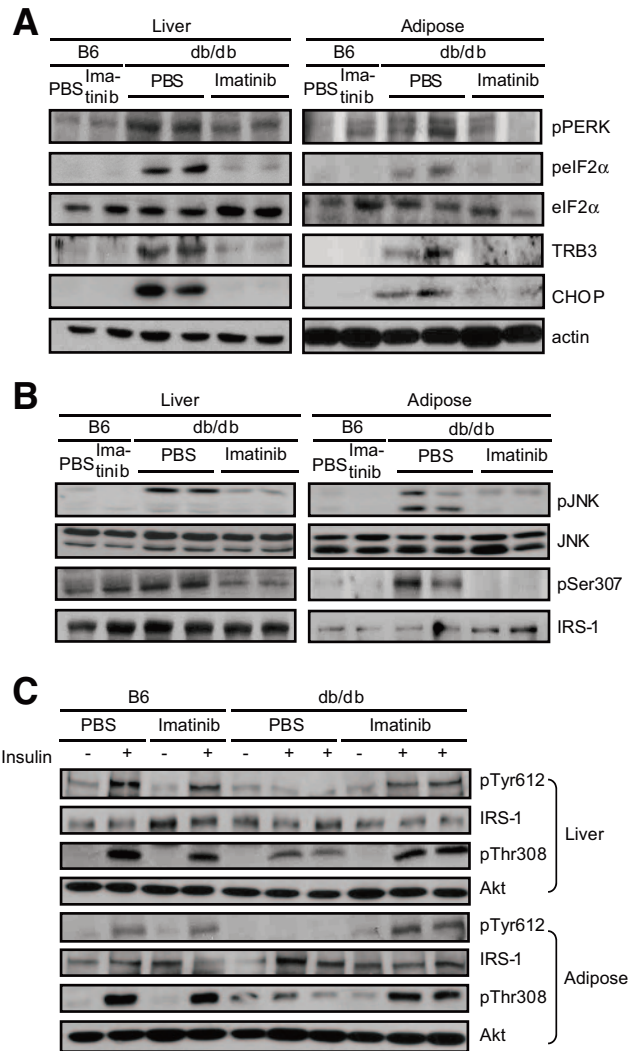 A
Liver
Adipose
B6
db/db
B6
db/db
PBS
Ima-
tinib
PBS
Imatinib
PBS
Ima-
tinib
PBS
Imatinib
pPERK
peIF2α
eIF2α
TRB3
CHOP
actin
B
Liver
Adipose
B6
db/db
B6
db/db
PBS
Ima-
tinib
PBS
Imatinib
PBS
Ima-
tinib
PBS
Imatinib
pJNK
JNK
pSer307
IRS-1
C
B6
db/db
PBS
Imatinib
PBS
Imatinib
Insulin - + - + - + + - + +
pTyr612
IRS-1
pThr308
Akt
Liver
pTyr612
IRS-1
pThr308
Akt
Adipose